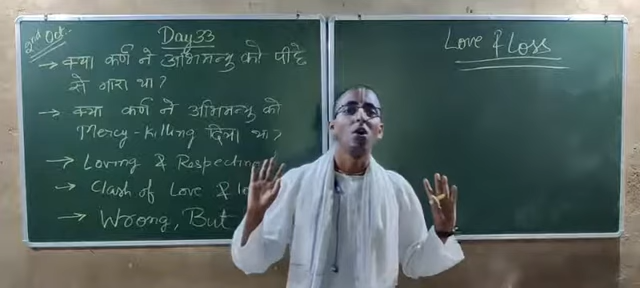 2nd Oct.
Day 33
→ क्या कर्ण ने अभिमन्यु को पीछे
से मारा था?
→ क्या कर्ण ने अभिमन्यु को
Mercy-Killing दिया था?
→ Loving & Respecting
→ Clash of Love &
→ Wrong, But
Love & Loss